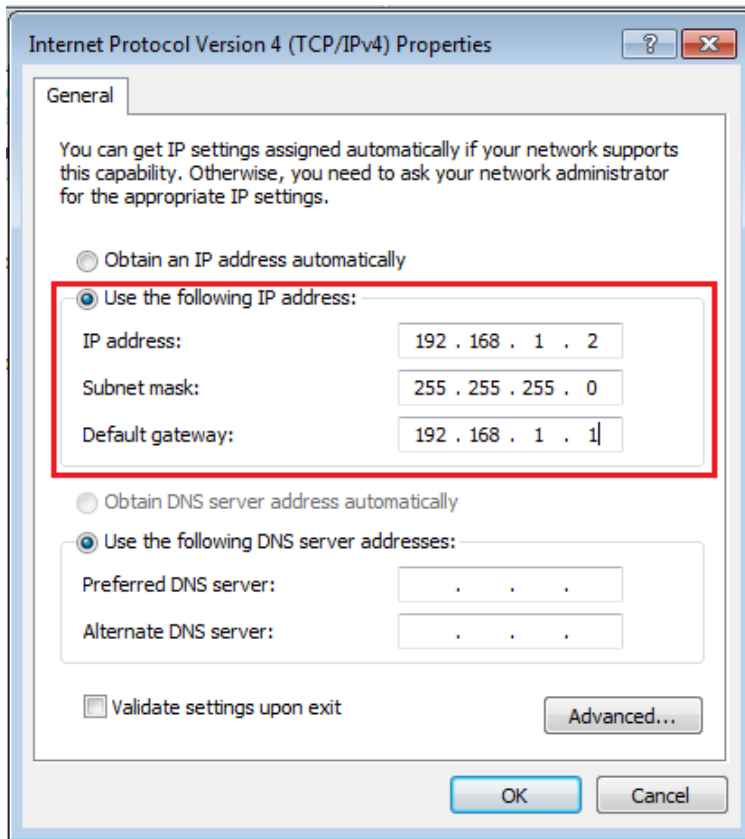 Internet Protocol Version 4 (TCP/IPv4) Properties
General
You can get IP settings assigned automatically if your network supports
this capability. Otherwise, you need to ask your network administrator
for the appropriate IP settings.
Obtain an IP address automatically
Use the following IP address:
IP address: 192 . 168 . 1 . 2
Subnet mask: 255 . 255 . 255 . 0
Default gateway: 192 . 168 . 1 . 1
Obtain DNS server address automatically
Use the following DNS server addresses:
Preferred DNS server: . . .
Alternate DNS server: . . .
Validate settings upon exit
Advanced...
OK Cancel